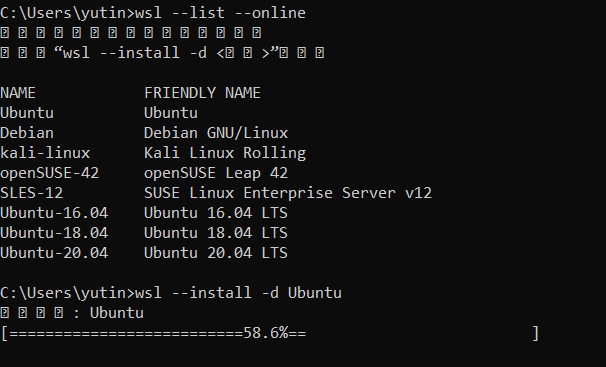 C:\Users\yutin>wsl --list --online
“wsl --install -d < >”
NAME FRIENDLY NAME
Ubuntu Ubuntu
Debian Debian GNU/Linux
kali-linux Kali Linux Rolling
openSUSE-42 openSUSE Leap 42
SLES-12 SUSE Linux Enterprise Server v12
Ubuntu-16.04 Ubuntu 16.04 LTS
Ubuntu-18.04 Ubuntu 18.04 LTS
Ubuntu-20.04 Ubuntu 20.04 LTS
C:\Users\yutin>wsl --install -d Ubuntu
: Ubuntu
[==========================58.6%== ]